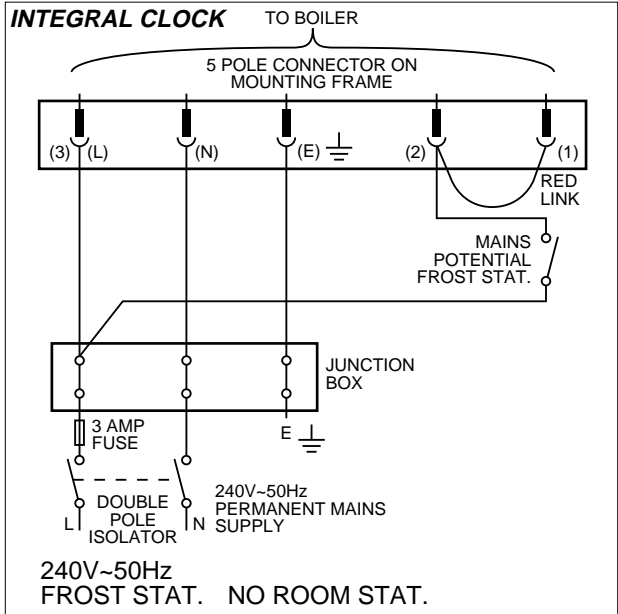 INTEGRAL CLOCK
TO BOILER
5 POLE CONNECTOR ON
MOUNTING FRAME
(3) (L) (N) (E) (2) (1)
RED
LINK
MAINS
POTENTIAL
FROST STAT.
JUNCTION
BOX
3 AMP
FUSE
E
DOUBLE
POLE
ISOLATOR
L
N
240V~50Hz
PERMANENT MAINS
SUPPLY
240V~50Hz
FROST STAT. NO ROOM STAT.